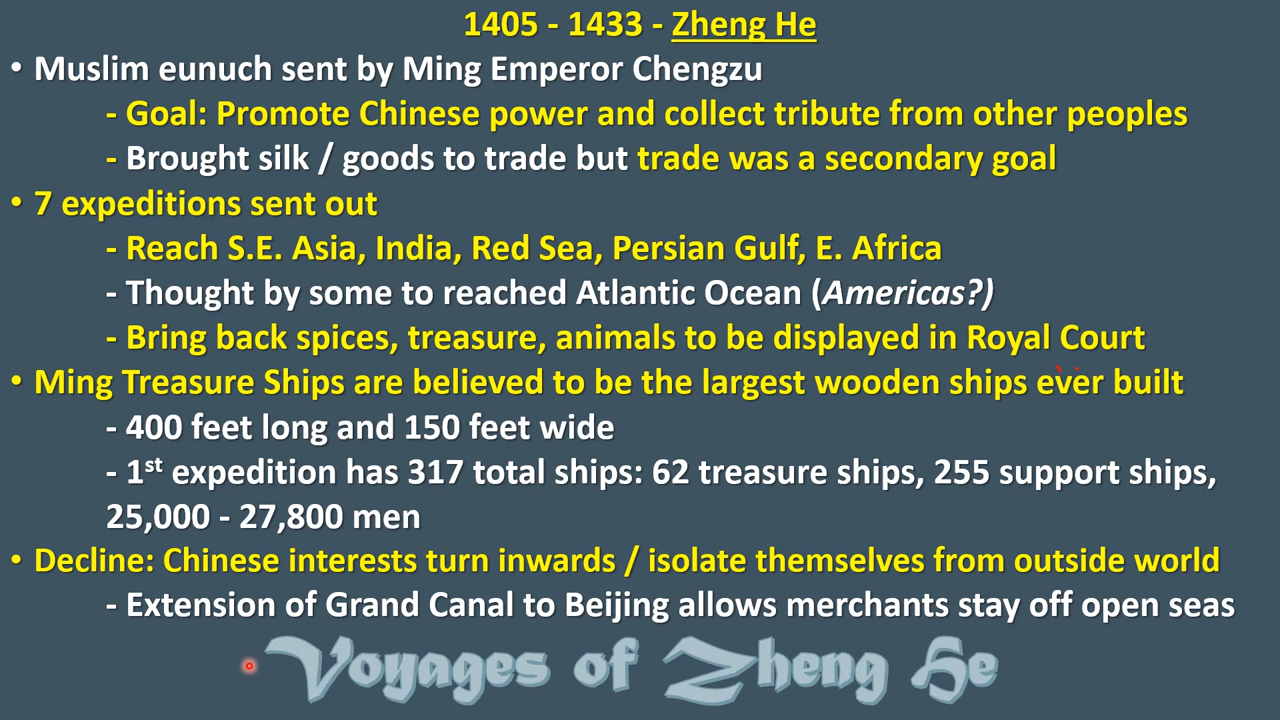 1405 - 1433 - Zheng He
• Muslim eunuch sent by Ming Emperor Chengzu
- Goal: Promote Chinese power and collect tribute from other peoples
- Brought silk / goods to trade but trade was a secondary goal
• 7 expeditions sent out
- Reach S.E. Asia, India, Red Sea, Persian Gulf, E. Africa
- Thought by some to reached Atlantic Ocean (Americas?)
- Bring back spices, treasure, animals to be displayed in Royal Court
• Ming Treasure Ships are believed to be the largest wooden ships ever built
- 400 feet long and 150 feet wide
- 1st expedition has 317 total ships: 62 treasure ships, 255 support ships,
25,000 - 27,800 men
• Decline: Chinese interests turn inwards / isolate themselves from outside world
- Extension of Grand Canal to Beijing allows merchants stay off open seas
Voyages of Zheng He